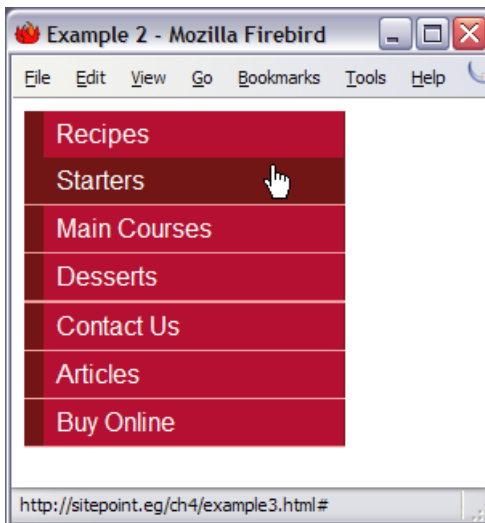 Example 2 - Mozilla Firebird
File Edit View Go Bookmarks Tools Help
Recipes
Starters
Main Courses
Desserts
Contact Us
Articles
Buy Online
http://sitepoint.eg/ch4/example3.html#